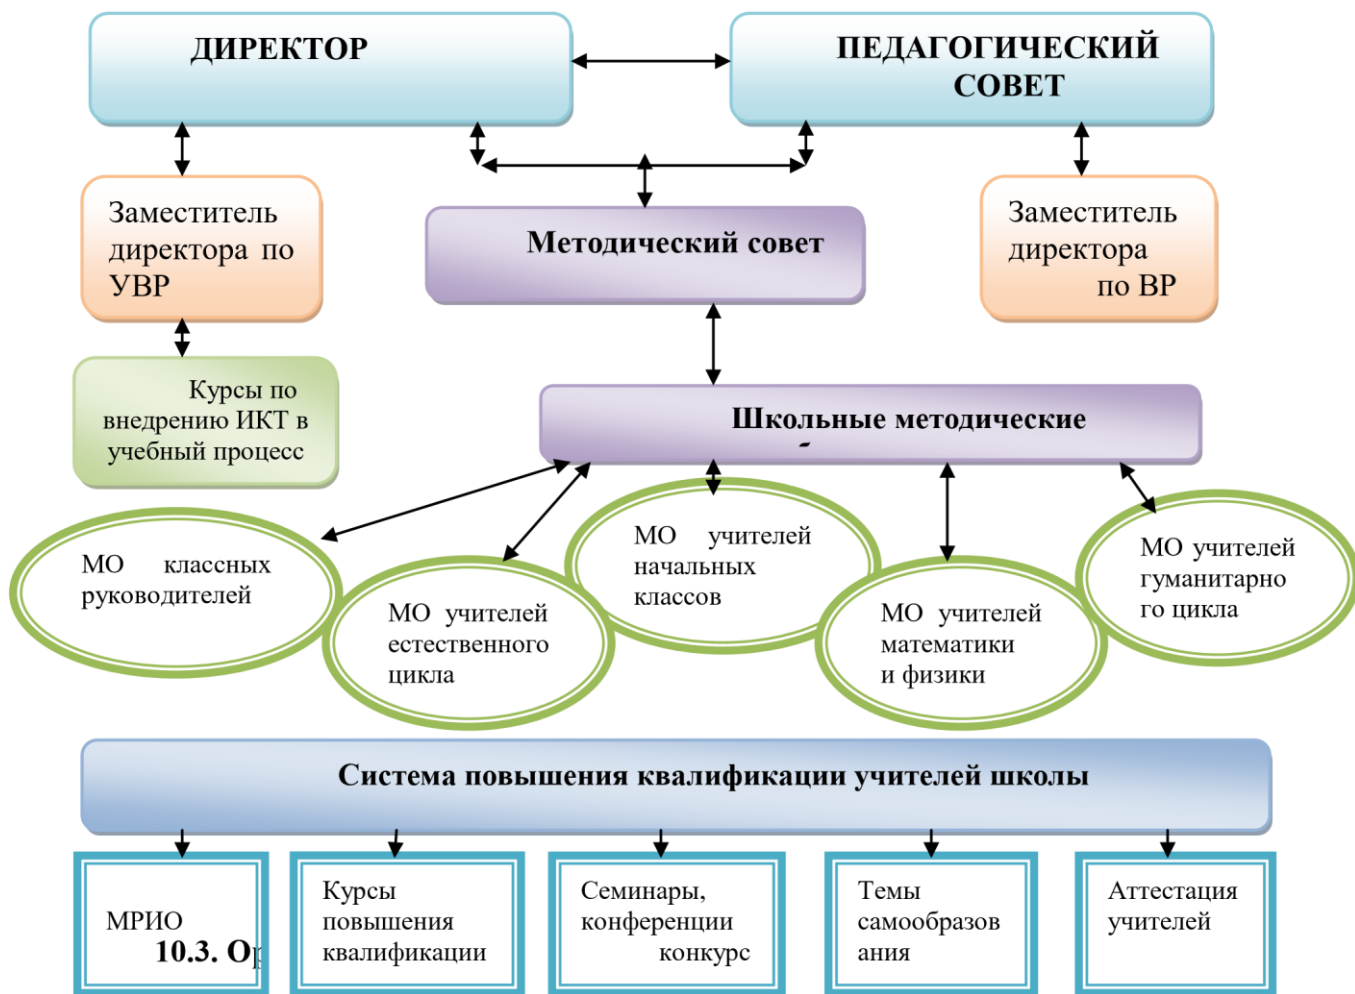 ДИРЕКТОР
ПЕДАГОГИЧЕСКИЙ
СОВЕТ
Заместитель
директора по
УВР
Методический совет
Заместитель
директора
по ВР
Курсы по
внедрению ИКТ в
учебный процесс
Школьные методические
МО классных
руководителей
МО учителей
естественного
цикла
МО учителей
начальных
классов
МО учителей
математики
и физики
МО учителей
гуманитарно
го цикла
Система повышения квалификации учителей школы
МРИО
10.3. Ор
Курсы
повышения
квалификации
Семинары,
конференции
конкурс
Темы
самообразов
ания
Аттестация
учителей